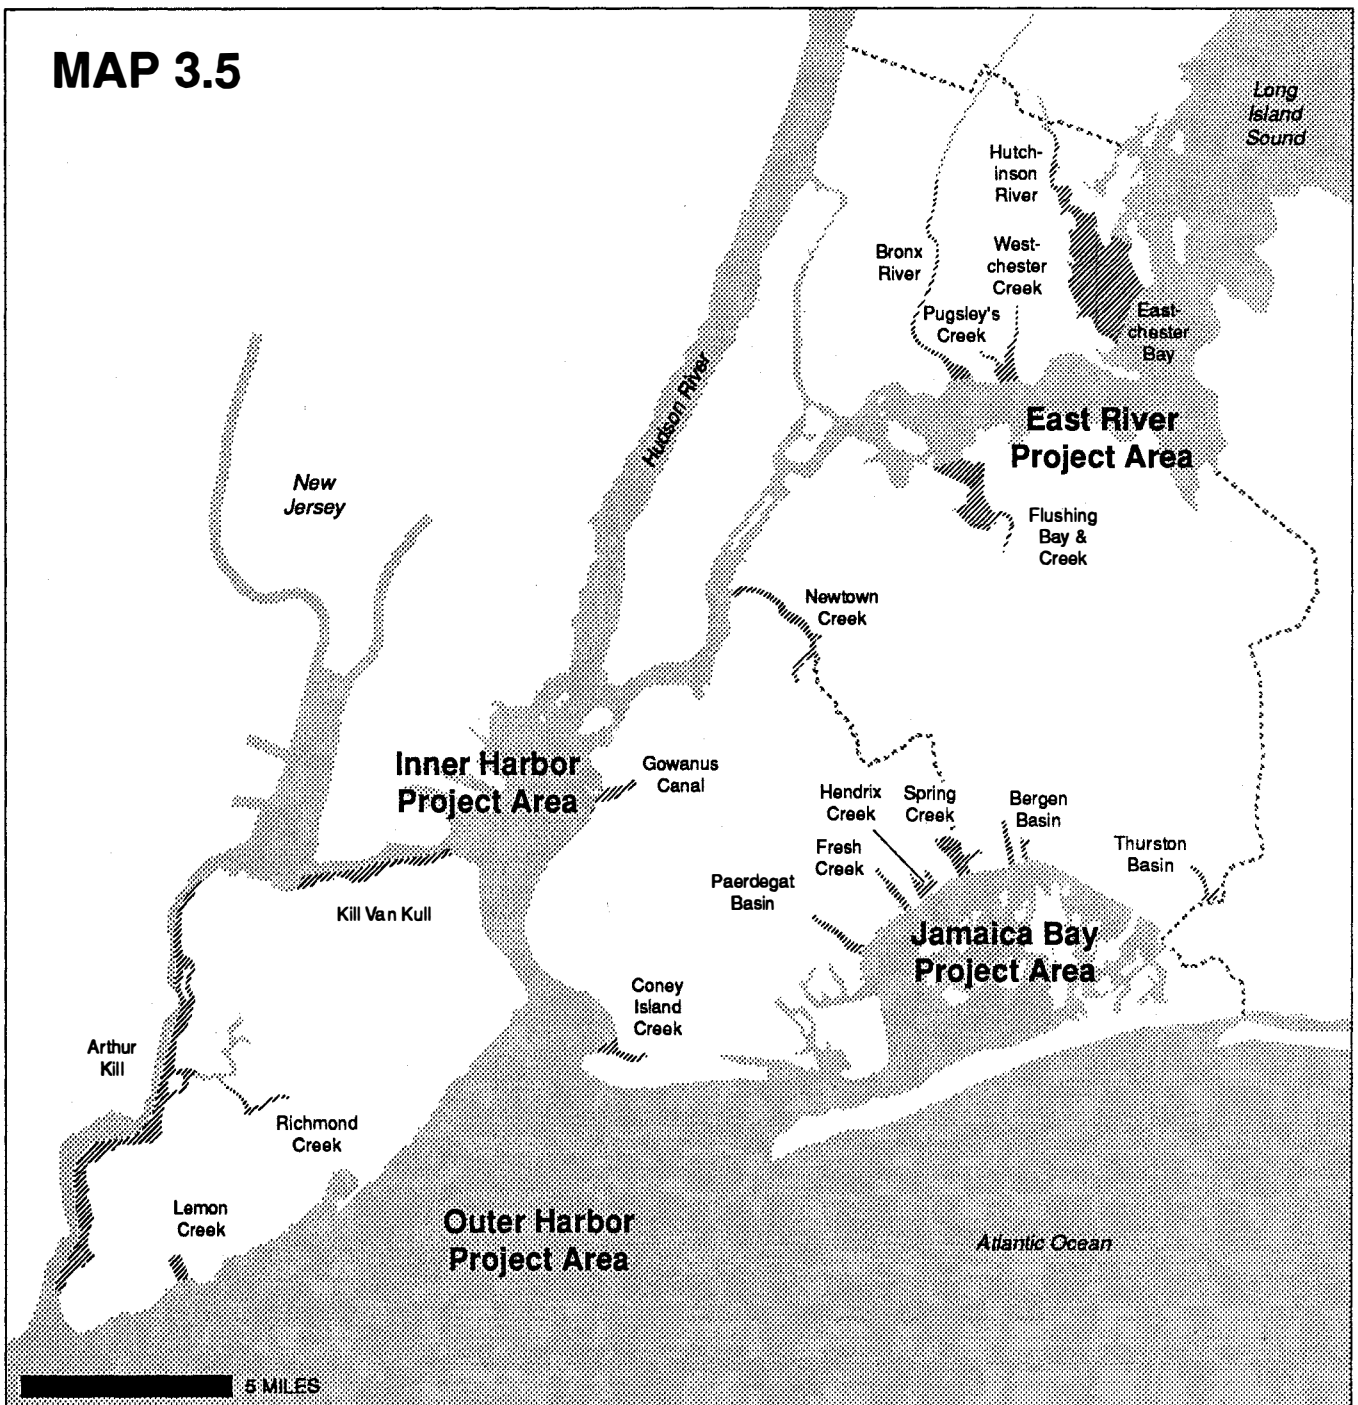 MAP 3.5
Long
Island
Sound
Hutch-
inson
River
Bronx
River
West-
chester
Creek
Pugsley's
Creek
East-
chester
Bay
Hudson River
East River
Project Area
New
Jersey
Flushing
Bay &
Creek
Newtown
Creek
Inner Harbor
Project Area
Gowanus
Canal
Hendrix
Creek
Spring
Creek
Bergen
Basin
Fresh
Creek
Thurston
Basin
Paerdegat
Basin
Kill Van Kull
Jamaica Bay
Project Area
Coney
Island
Creek
Arthur
Kill
Richmond
Creek
Lemon
Creek
Outer Harbor
Project Area
Atlantic Ocean
5 MILES